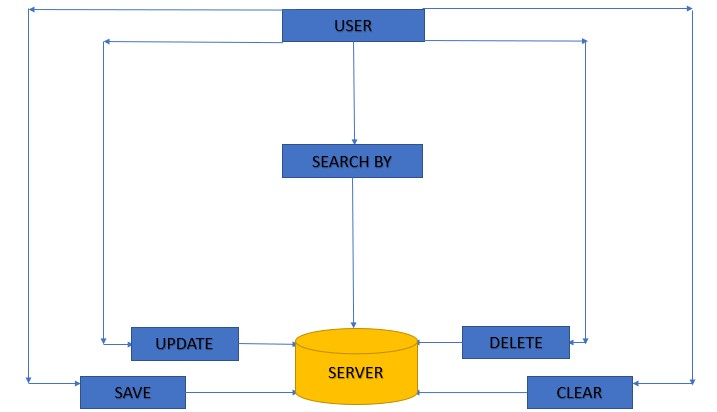 USER
SEARCH BY
UPDATE
DELETE
SERVER
SAVE
CLEAR